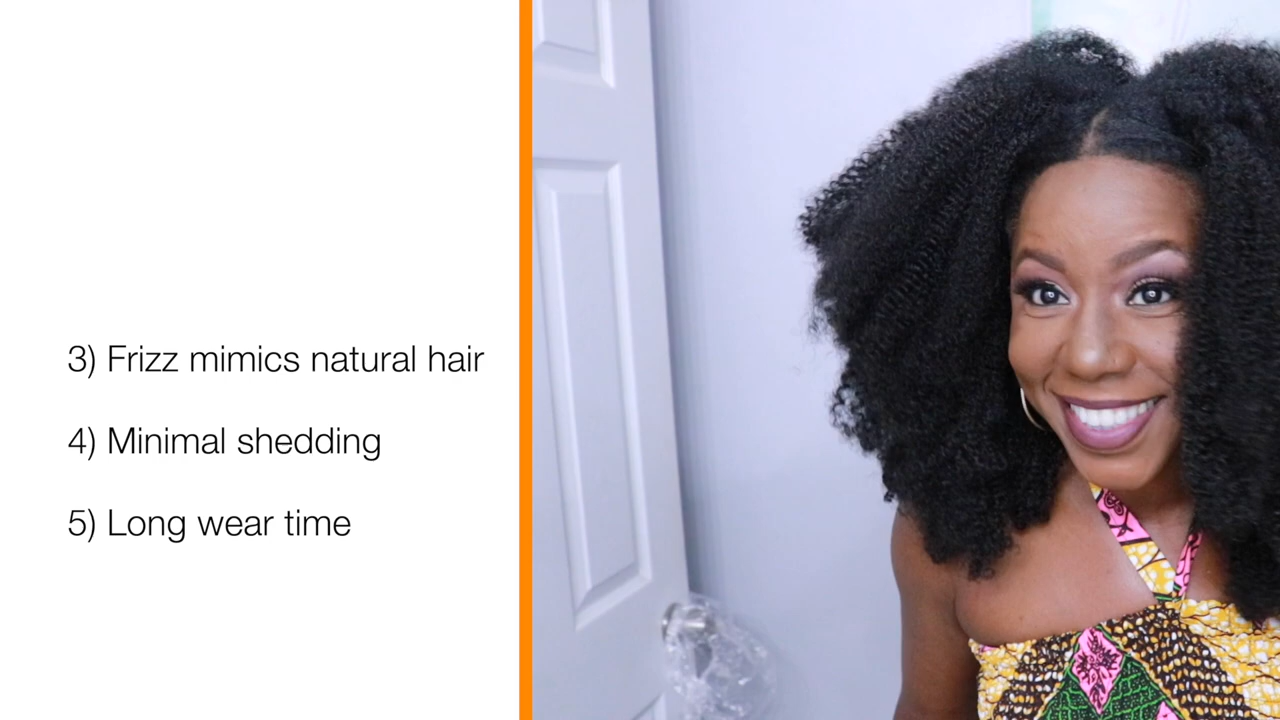 3) Frizz mimics natural hair
4) Minimal shedding
5) Long wear time